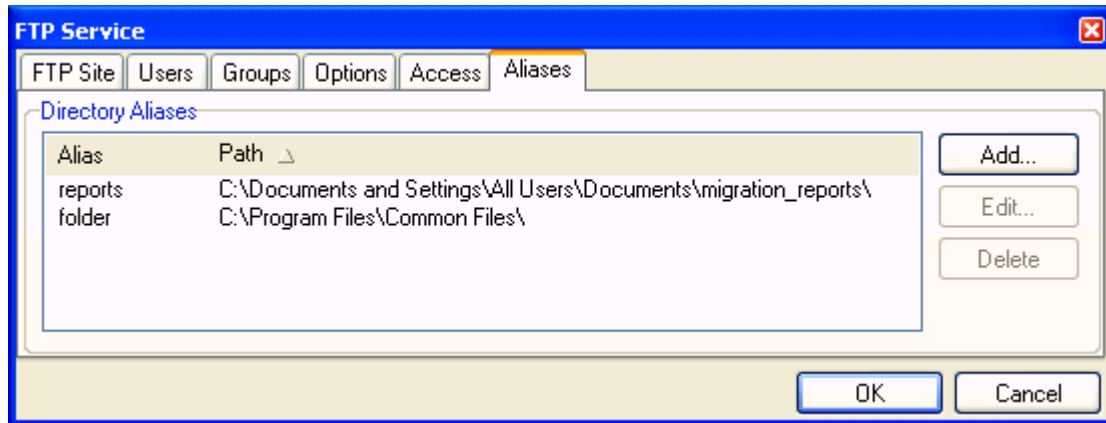 FTP Service
FTP Site Users Groups Options Access Aliases
Directory Aliases
Alias Path
reports C:\Documents and Settings\All Users\Documents\migration_reports\
folder C:\Program Files\Common Files\
Add...
Edit...
Delete
OK Cancel